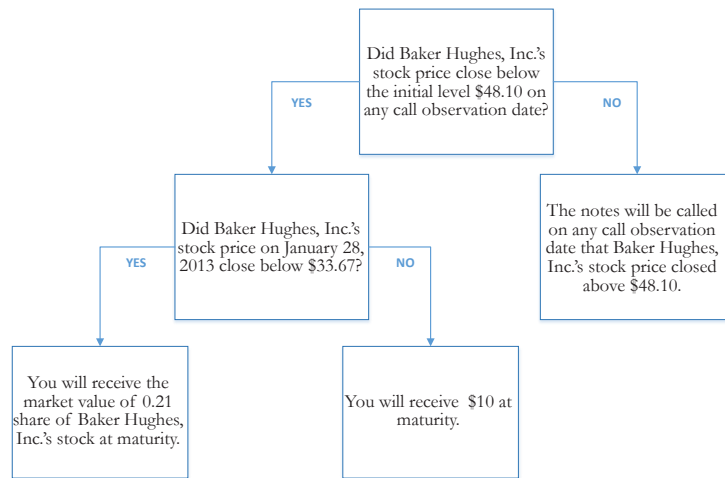 Did Baker Hughes, Inc.'s
stock price close below
the initial level $48.10 on
any call observation date?
YES
NO
Did Baker Hughes, Inc.'s
stock price on January 28,
2013 close below $33.67?
The notes will be called
on any call observation
date that Baker Hughes,
Inc.'s stock price closed
above $48.10.
YES
NO
You will receive the
market value of 0.21
share of Baker Hughes,
Inc.'s stock at maturity.
You will receive $10 at
maturity.